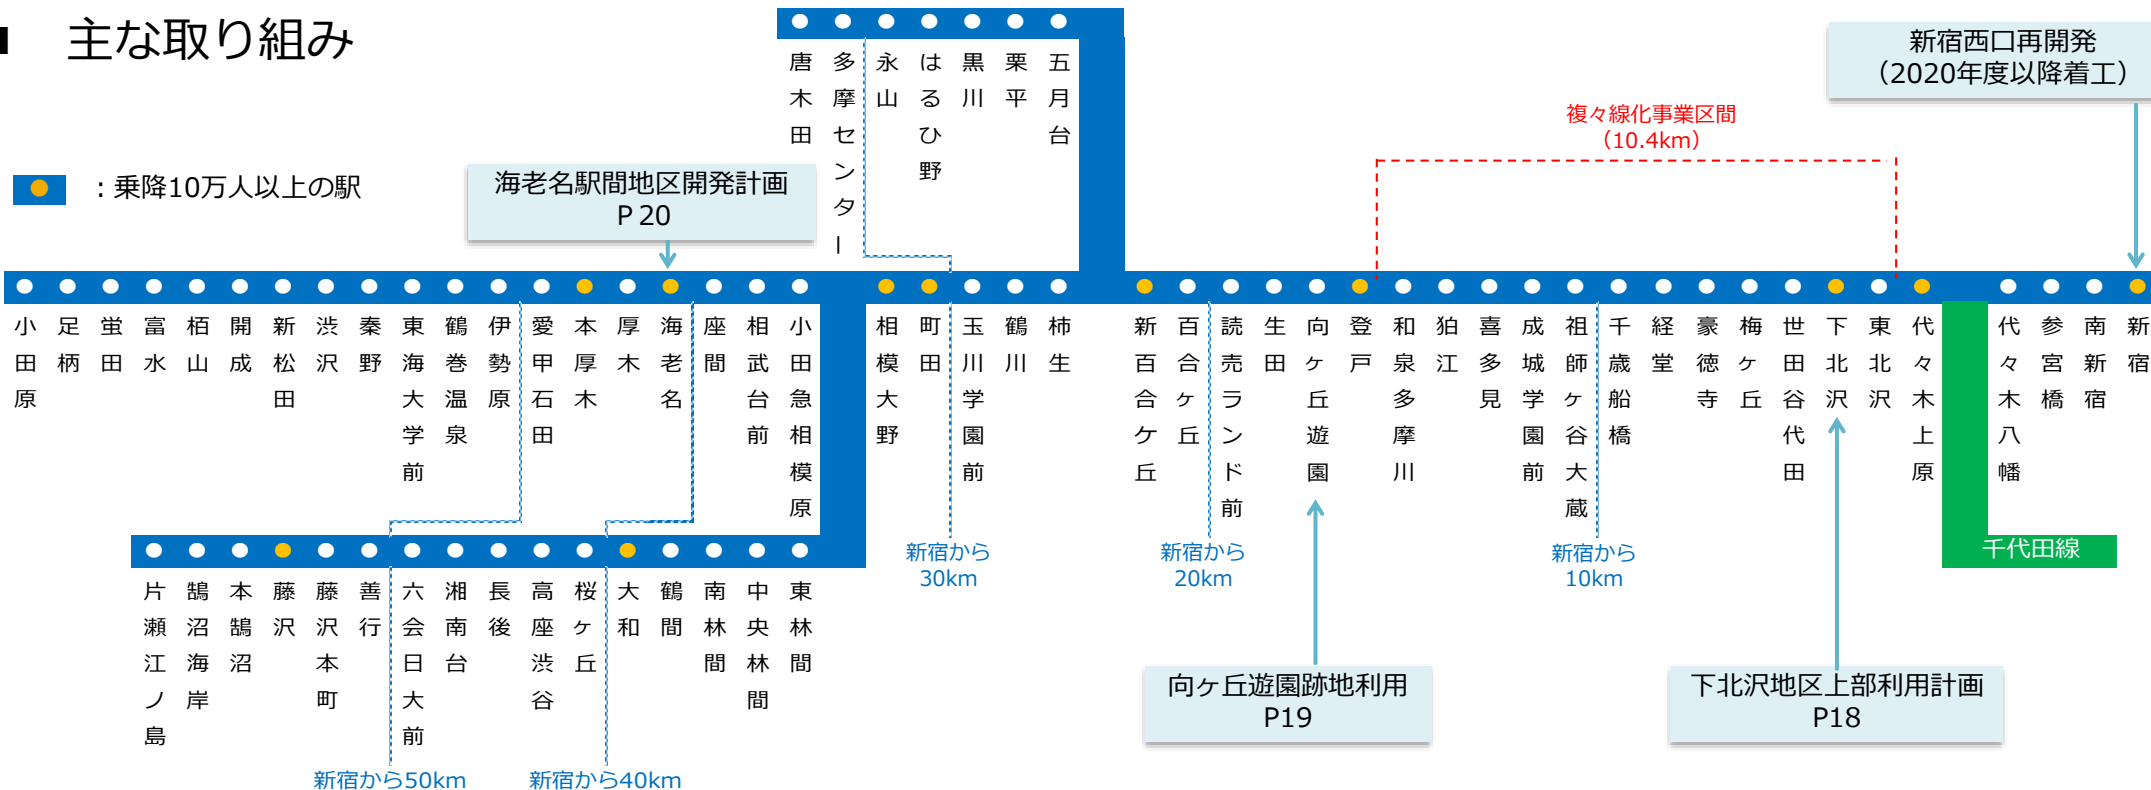 主な取り組み
：乗降10万人以上の駅
唐木田
多摩センター
永山
はるひ野
黒川
栗平
五月台
新宿西口再開発
（2020年度以降着工）
複々線化事業区間
（10.4km）
海老名駅間地区開発計画
P 20
小田原
足柄
蛍田
富水
栢山
開成
新松田
渋沢
秦野
東海大学前
鶴巻温泉
伊勢原
愛甲石田
本厚木
厚木
海老名
座間
相武台前
小田急相模原
相模大野
町田
玉川学園前
鶴川
柿生
新百合ケ丘
百合ヶ丘
読売ランド前
生田
向ヶ丘遊園
登戸
和泉多摩川
狛江
喜多見
成城学園前
祖師ヶ谷大蔵
千歳船橋
経堂
豪徳寺
梅ヶ丘
世田谷代田
下北沢
東北沢
代々木上原
代々木八幡
参宮橋
南新宿
新宿
千代田線
新宿から
30km
新宿から
20km
新宿から
10km
片瀬江ノ島
鵠沼海岸
本鵠沼
藤沢
藤沢本町
善行
六会日大前
湘南台
長後
高座渋谷
桜ヶ丘
大和
鶴間
南林間
中央林間
東林間
向ヶ丘遊園跡地利用
P19
下北沢地区上部利用計画
P18
新宿から50km
新宿から40km